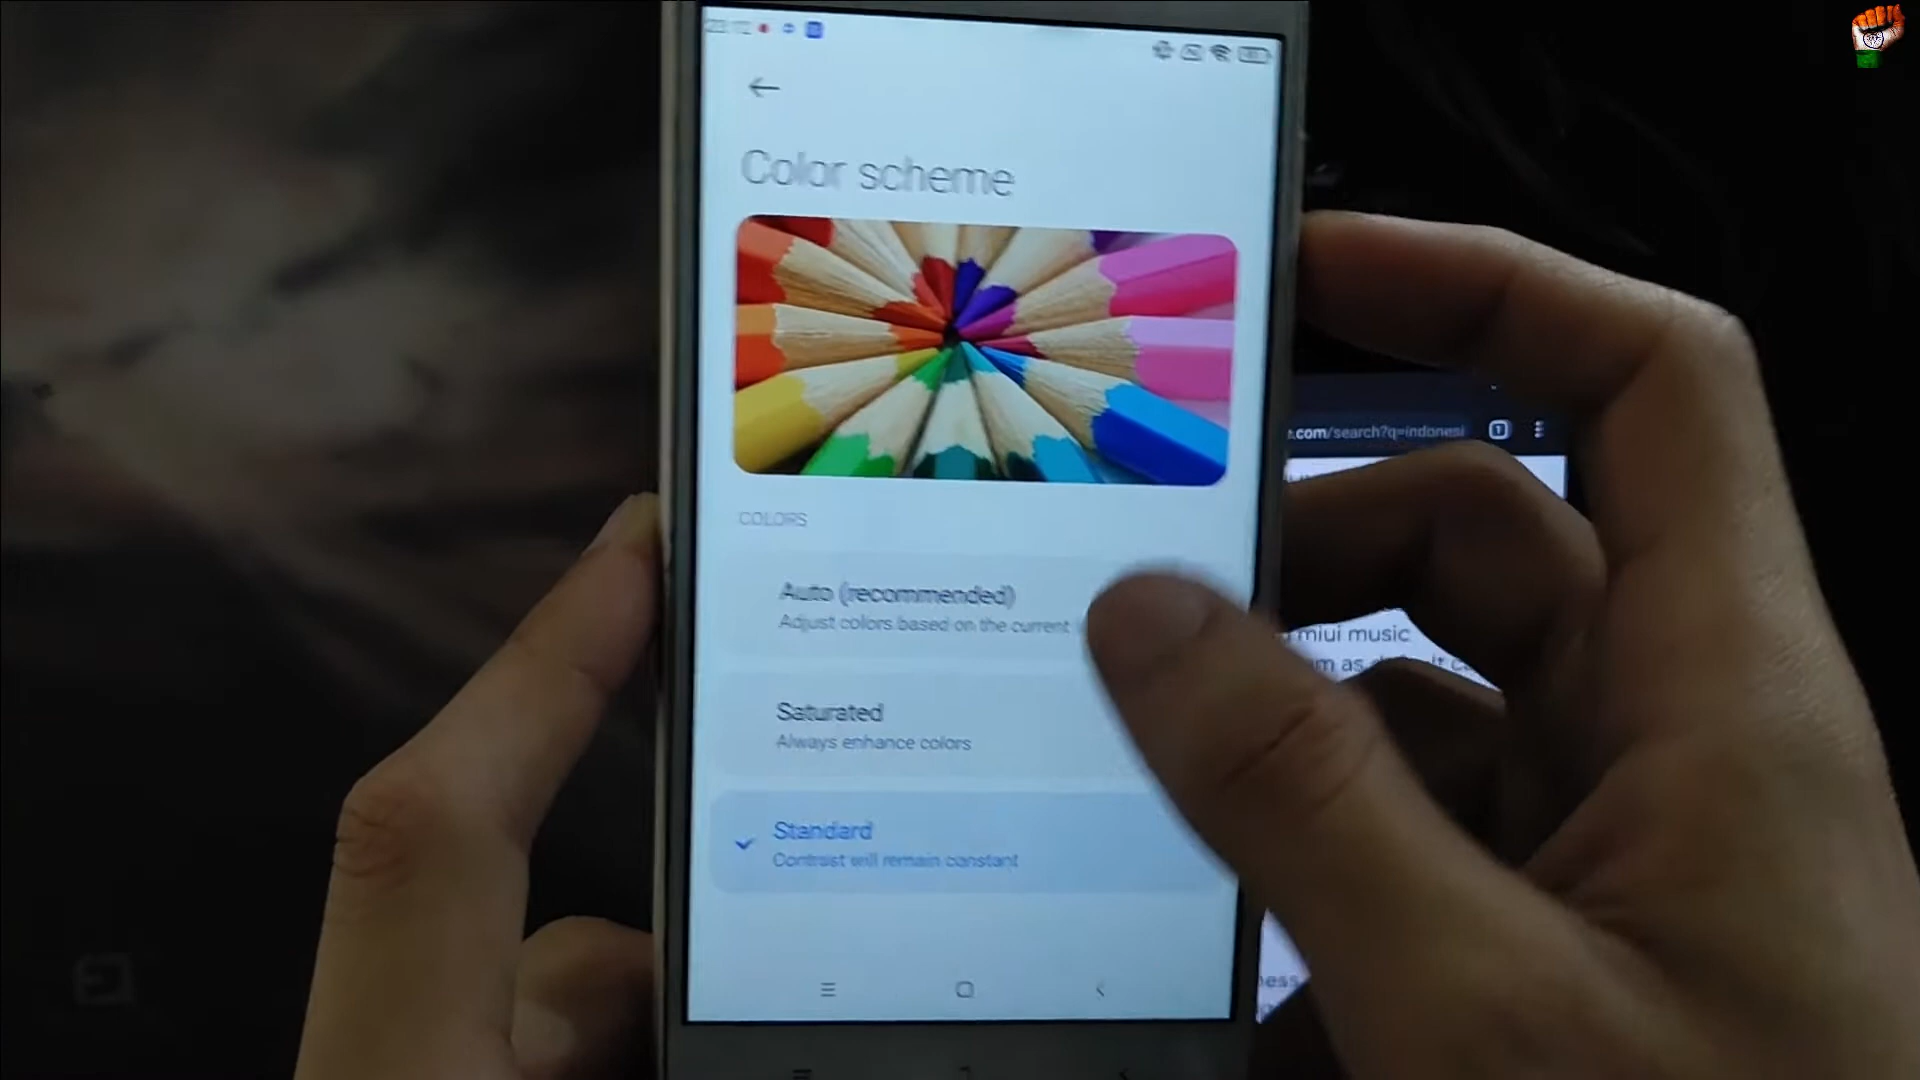 Color scheme
COLORS
Auto (recommended)
Adjust colors based on the current
Saturated
Always enhance colors
Standard
Contrast will remain constant
.com/search?q=indonesi
miui music